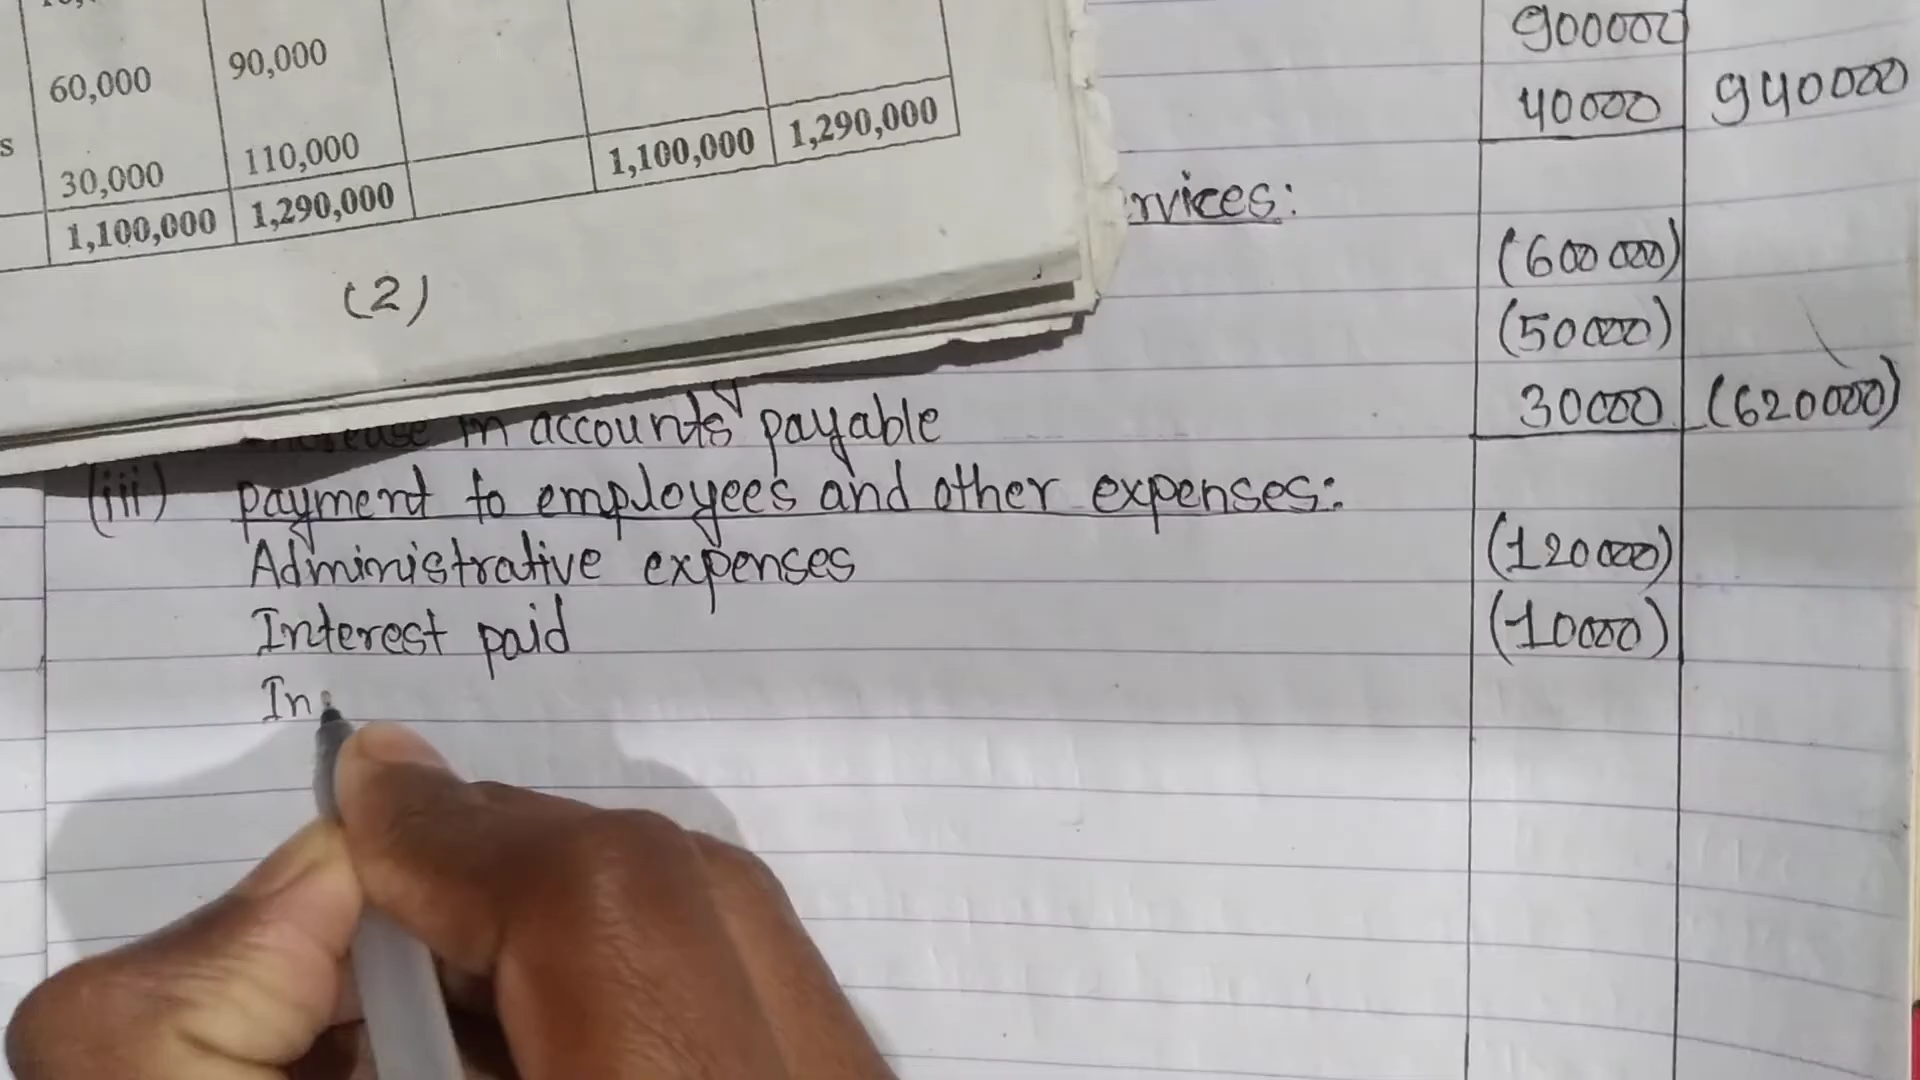 60,000 90,000
s 30,000 110,000 1,100,000 1,290,000
1,100,000 1,290,000
(2)
900000
40000 940000
rvices:
(600000)
(50000)
in accounts payable 30000 (620000)
(iii) payment to employees and other expenses:
Administrative expenses (120000)
Interest paid (10000)
In